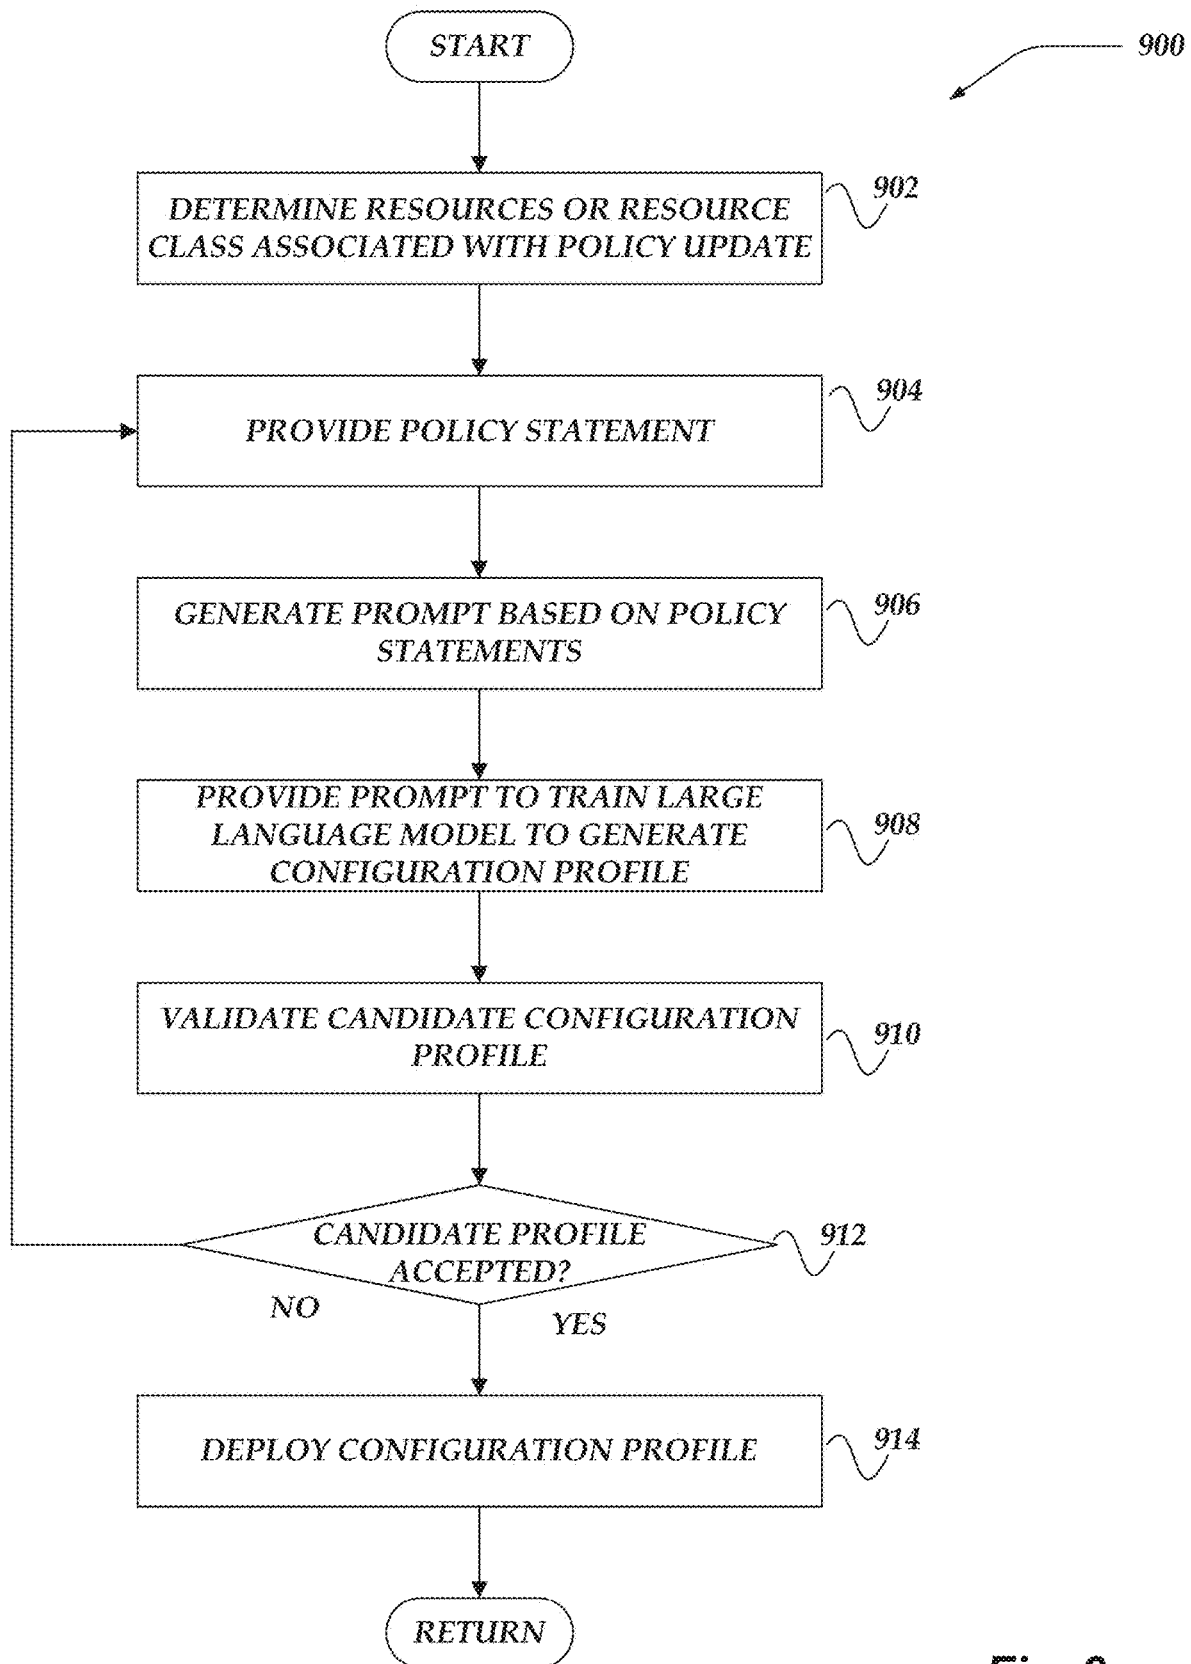 START
900
DETERMINE RESOURCES OR RESOURCE
CLASS ASSOCIATED WITH POLICY UPDATE
902
PROVIDE POLICY STATEMENT
904
GENERATE PROMPT BASED ON POLICY
STATEMENTS
906
PROVIDE PROMPT TO TRAIN LARGE
LANGUAGE MODEL TO GENERATE
CONFIGURATION PROFILE
908
VALIDATE CANDIDATE CONFIGURATION
PROFILE
910
CANDIDATE PROFILE
ACCEPTED?
912
NO
YES
DEPLOY CONFIGURATION PROFILE
914
RETURN